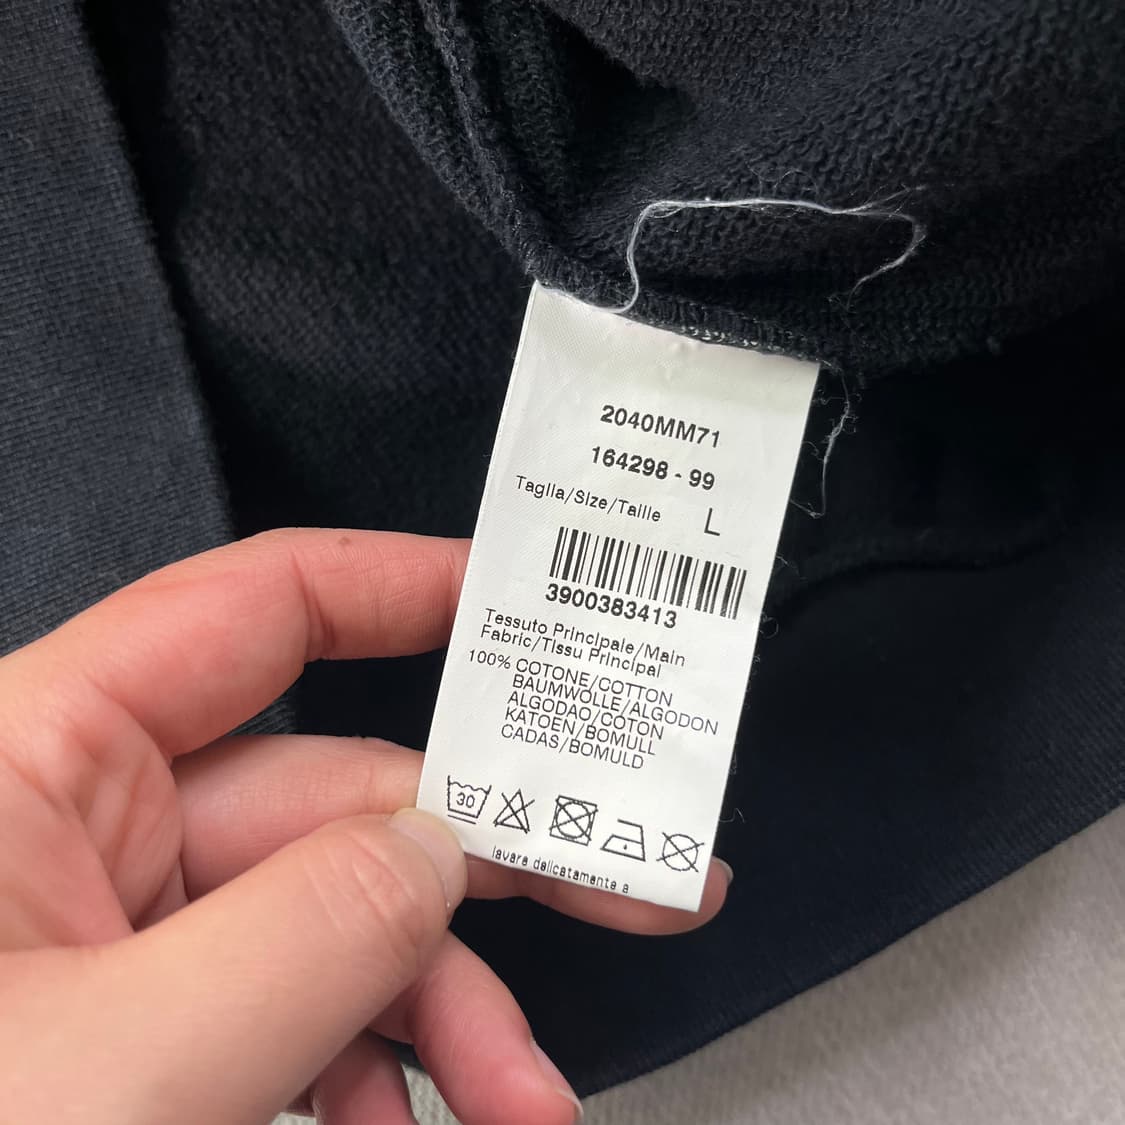 2040MM71
164298 - 99
Taglia/Size/Taille L
3900383413
Tessuto Principale/Main
Fabric/Tissu Principal
100% COTONE/COTTON
BAUMWOLLE/ALGODON
ALGODAO/COTON
KATOEN/BOMULL
CADAS/BOMULD
30
lavare delicatamente a